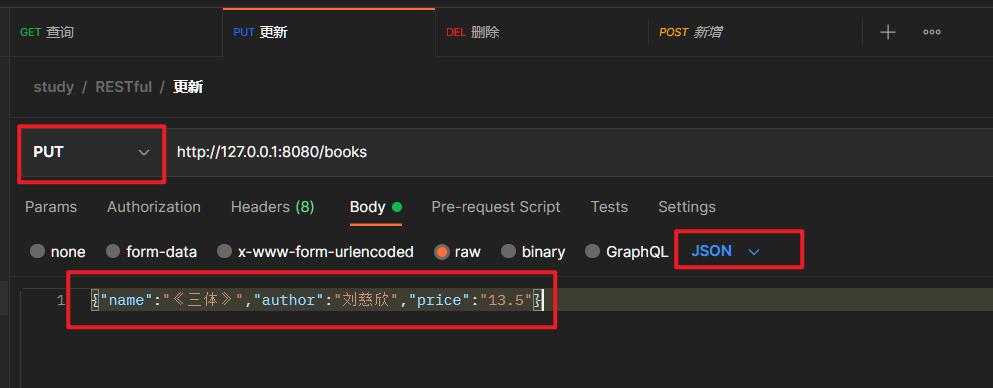 GET 查询 PUT 更新 DEL 删除 POST 新增
study / RESTful / 更新
PUT http://127.0.0.1:8080/books
Params Authorization Headers (8) Body Pre-request Script Tests Settings
none form-data x-www-form-urlencoded raw binary GraphQL JSON
1 {"name":"《三体》","author":"刘慈欣","price":"13.5"}